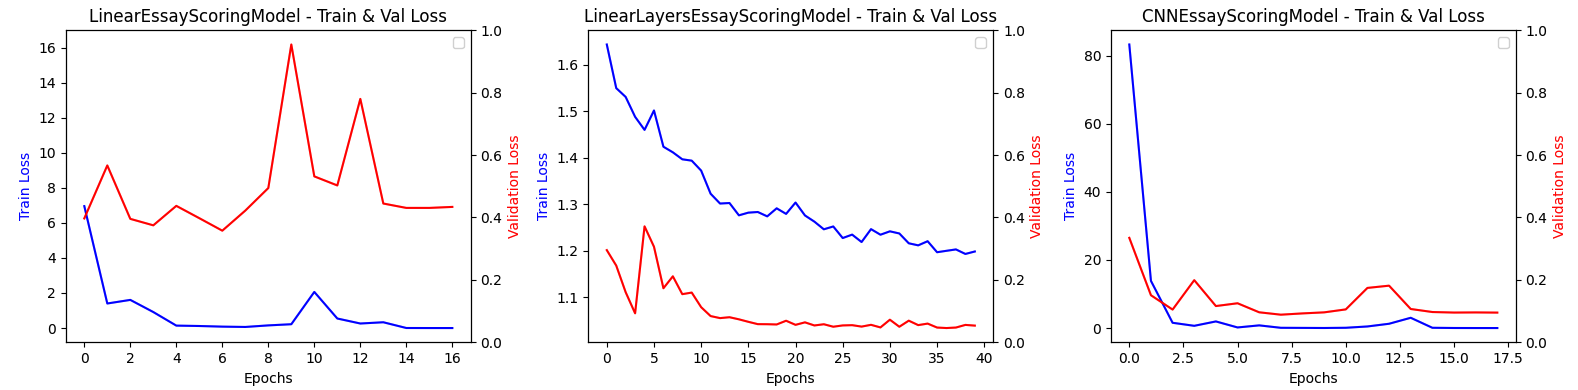 LinearEssayScoringModel - Train & Val Loss
16
14
12
10
8
6
4
2
0
Train Loss
1.0
0.8
0.6
0.4
0.2
0.0
Validation Loss
0 2 4 6 8 10 12 14 16
Epochs
LinearLayersEssayScoringModel - Train & Val Loss
1.6
1.5
1.4
1.3
1.2
1.1
Train Loss
1.0
0.8
0.6
0.4
0.2
0.0
Validation Loss
0 5 10 15 20 25 30 35 40
Epochs
CNNEssayScoringModel - Train & Val Loss
80
60
40
20
0
Train Loss
1.0
0.8
0.6
0.4
0.2
0.0
Validation Loss
0.0 2.5 5.0 7.5 10.0 12.5 15.0 17.5
Epochs